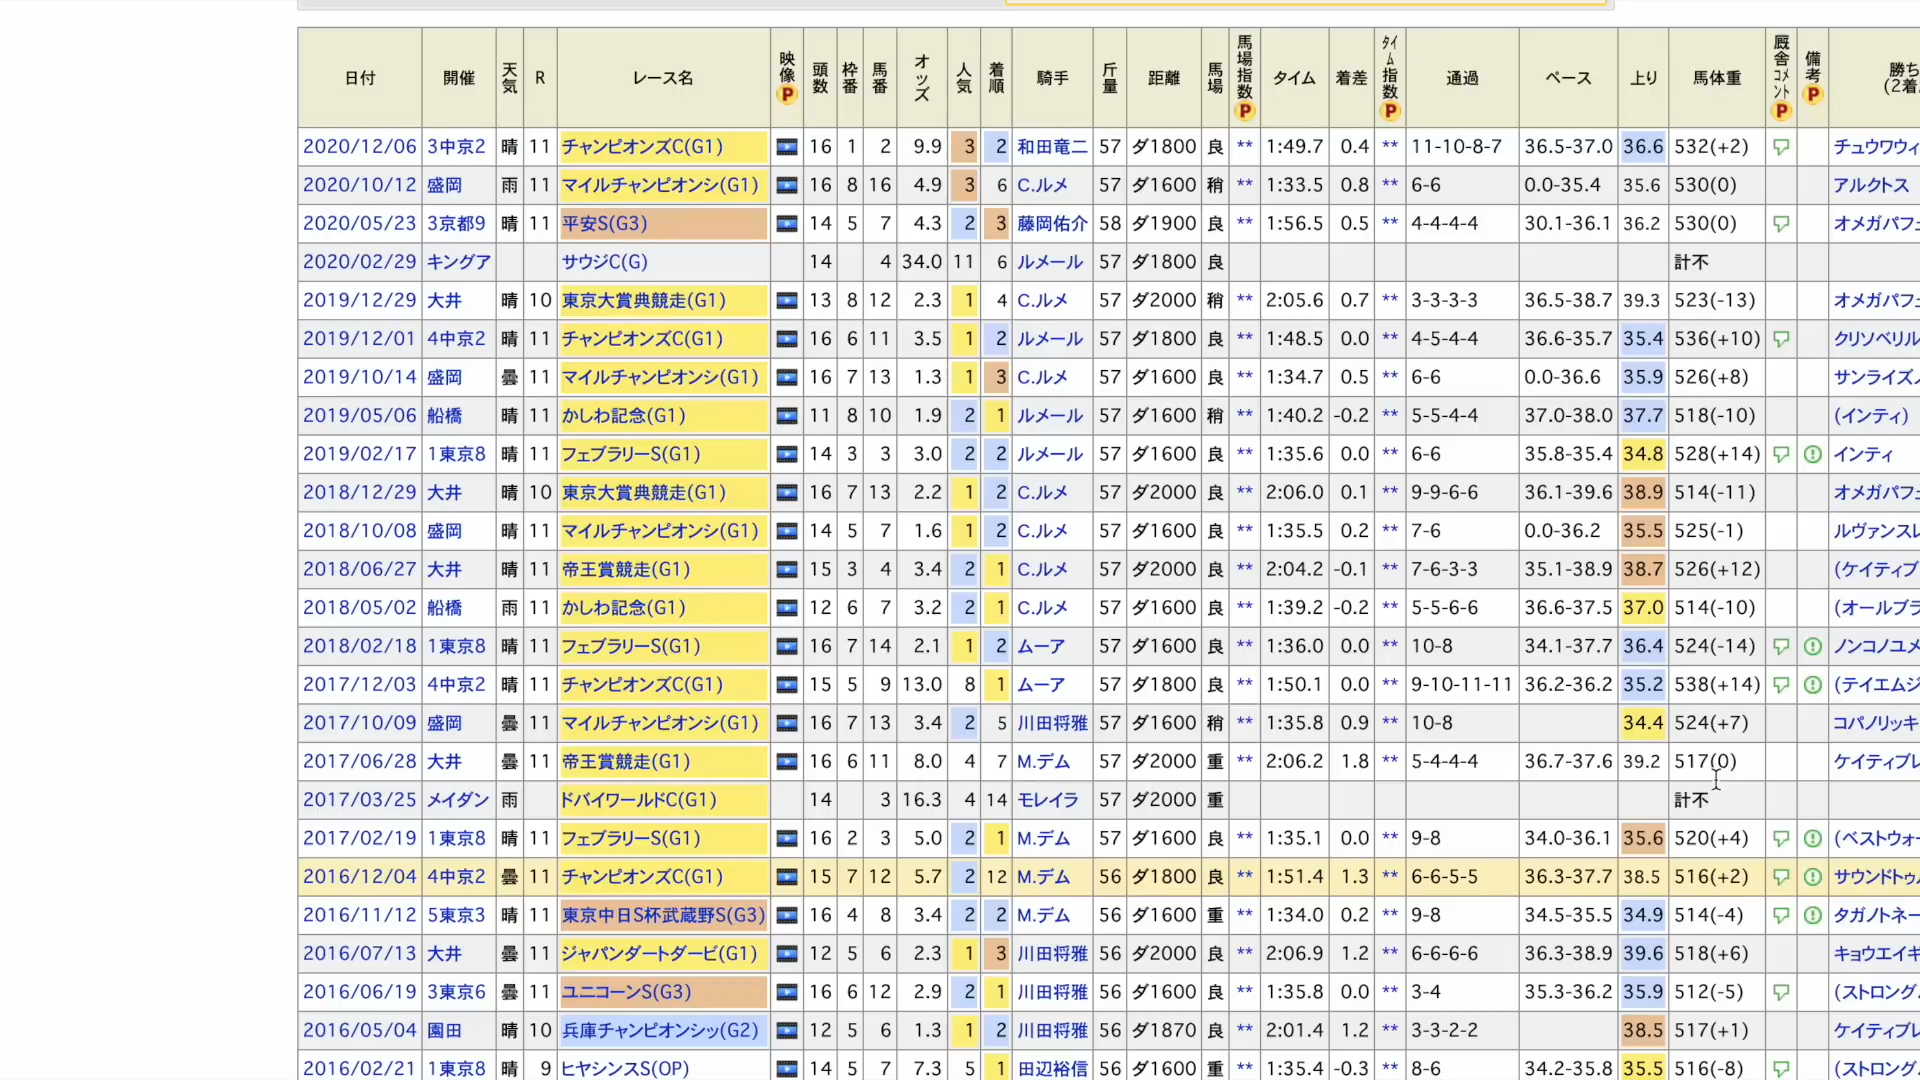 日付 開催 天気 R レース名 映像 P 頭数 枠番 馬番 オッズ 人気 着順 騎手 斤量 距離 馬場 馬場指数 P タイム 着差 タイム指数 P 通過 ペース 上り 馬体重 厩舎コメント P 備考 P 勝ち (2着
2020/12/06 3中京2 晴 11 チャンピオンズC(G1) 16 1 2 9.9 3 2 和田竜二 57 ダ1800 良 ** 1:49.7 0.4 ** 11-10-8-7 36.5-37.0 36.6 532(+2) チュウワウィ
2020/10/12 盛岡 雨 11 マイルチャンピオンシ(G1) 16 8 16 4.9 3 6 C.ルメ 57 ダ1600 稍 ** 1:33.5 0.8 ** 6-6 0.0-35.4 35.6 530(0) アルクトス
2020/05/23 3京都9 晴 11 平安S(G3) 14 5 7 4.3 2 3 藤岡佑介 58 ダ1900 良 ** 1:56.5 0.5 ** 4-4-4-4 30.1-36.1 36.2 530(0) オメガパフ
2020/02/29 キングア サウジC(G) 14 4 34.0 11 6 ルメール 57 ダ1800 良 計不
2019/12/29 大井 晴 10 東京大賞典競走(G1) 13 8 12 2.3 1 4 C.ルメ 57 ダ2000 稍 ** 2:05.6 0.7 ** 3-3-3-3 36.5-38.7 39.3 523(-13) オメガパフ
2019/12/01 4中京2 晴 11 チャンピオンズC(G1) 16 6 11 3.5 1 2 ルメール 57 ダ1800 良 ** 1:48.5 0.0 ** 4-5-4-4 36.6-35.7 35.4 536(+10) クリソベリル
2019/10/14 盛岡 曇 11 マイルチャンピオンシ(G1) 16 7 13 1.3 1 3 C.ルメ 57 ダ1600 良 ** 1:34.7 0.5 ** 6-6 0.0-36.6 35.9 526(+8) サンライズ
2019/05/06 船橋 晴 11 かしわ記念(G1) 11 8 10 1.9 2 1 ルメール 57 ダ1600 稍 ** 1:40.2 -0.2 ** 5-5-4-4 37.0-38.0 37.7 518(-10) (インティ)
2019/02/17 1東京8 晴 11 フェブラリーS(G1) 14 3 3 3.0 2 2 ルメール 57 ダ1600 良 ** 1:35.6 0.0 ** 6-6 35.8-35.4 34.8 528(+14) インティ
2018/12/29 大井 晴 10 東京大賞典競走(G1) 16 7 13 2.2 1 2 C.ルメ 57 ダ2000 良 ** 2:06.0 0.1 ** 9-9-6-6 36.1-39.6 38.9 514(-11) オメガパフ
2018/10/08 盛岡 晴 11 マイルチャンピオンシ(G1) 14 5 7 1.6 1 2 C.ルメ 57 ダ1600 良 ** 1:35.5 0.2 ** 7-6 0.0-36.2 35.5 525(-1) ルヴァンスレ
2018/06/27 大井 晴 11 帝王賞競走(G1) 15 3 4 3.4 2 1 C.ルメ 57 ダ2000 良 ** 2:04.2 -0.1 ** 7-6-3-3 35.1-38.9 38.7 526(+12) (ケイティブ
2018/05/02 船橋 雨 11 かしわ記念(G1) 12 6 7 3.2 2 1 C.ルメ 57 ダ1600 良 ** 1:39.2 -0.2 ** 5-5-6-6 36.6-37.5 37.0 514(-10) (オールブラ
2018/02/18 1東京8 晴 11 フェブラリーS(G1) 16 7 14 2.1 1 2 ムーア 57 ダ1600 良 ** 1:36.0 0.0 ** 10-8 34.1-37.7 36.4 524(-14) ノンコノユメ
2017/12/03 4中京2 晴 11 チャンピオンズC(G1) 15 5 9 13.0 8 1 ムーア 57 ダ1800 良 ** 1:50.1 0.0 ** 9-10-11-11 36.2-36.2 35.2 538(+14) (テイエムジ
2017/10/09 盛岡 曇 11 マイルチャンピオンシ(G1) 16 7 13 3.4 2 5 川田将雅 57 ダ1600 稍 ** 1:35.8 0.9 ** 10-8 34.4 524(+7) コパノリッキ
2017/06/28 大井 曇 11 帝王賞競走(G1) 16 6 11 8.0 4 7 M.デム 57 ダ2000 重 ** 2:06.2 1.8 ** 5-4-4-4 36.7-37.6 39.2 517(0) ケイティブレ
2017/03/25 メイダン 雨 ドバイワールドC(G1) 14 3 16.3 4 14 モレイラ 57 ダ2000 重 計不
2017/02/19 1東京8 晴 11 フェブラリーS(G1) 16 2 3 5.0 2 1 M.デム 57 ダ1600 良 ** 1:35.1 0.0 ** 9-8 34.0-36.1 35.6 520(+4) (ベストウォー
2016/12/04 4中京2 曇 11 チャンピオンズC(G1) 15 7 12 5.7 2 12 M.デム 56 ダ1800 良 ** 1:51.4 1.3 ** 6-6-5-5 36.3-37.7 38.5 516(+2) サウンドトゥ
2016/11/12 5東京3 晴 11 東京中日S杯武蔵野S(G3) 16 4 8 3.4 2 2 M.デム 56 ダ1600 重 ** 1:34.0 0.2 ** 9-8 34.5-35.5 34.9 514(-4) タガノトネー
2016/07/13 大井 曇 11 ジャパンダートダービ(G1) 12 5 6 2.3 1 3 川田将雅 56 ダ2000 良 ** 2:06.9 1.2 ** 6-6-6-6 36.3-38.9 39.6 518(+6) キョウエイギ
2016/06/19 3東京6 曇 11 ユニコーンS(G3) 16 6 12 2.9 2 1 川田将雅 56 ダ1600 良 ** 1:35.8 0.0 ** 3-4 35.3-36.2 35.9 512(-5) (ストロング
2016/05/04 園田 晴 10 兵庫チャンピオンシッ(G2) 12 5 6 1.3 1 2 川田将雅 56 ダ1870 良 ** 2:01.4 1.2 ** 3-3-2-2 38.5 517(+1) ケイティブレ
2016/02/21 1東京8 晴 9 ヒヤシンスS(OP) 14 5 7 7.3 5 1 田辺裕信 56 ダ1600 重 ** 1:35.4 -0.3 ** 8-6 34.2-35.8 35.5 516(-8) (ストロング